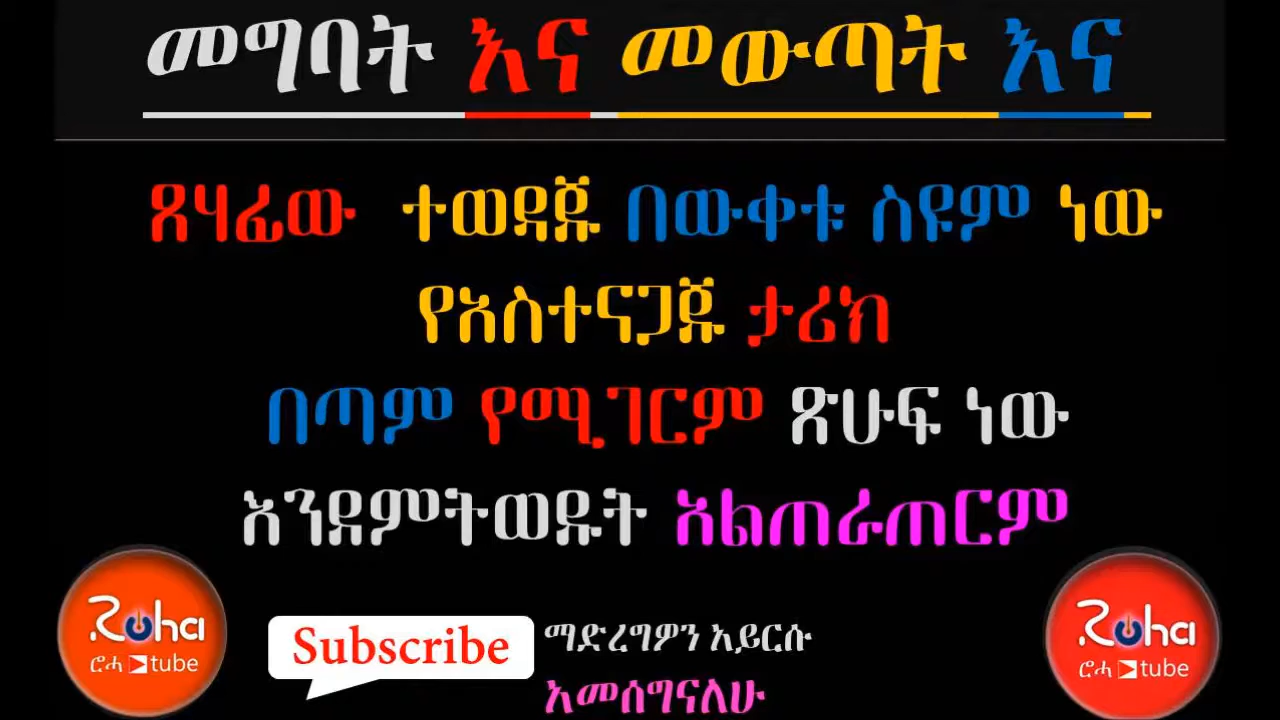 መግባት እና መውጣት እና
ጸሃፊው ተወዳጁ በውቀቱ ስዩም ነው
የአስተናጋጁ ታሪክ
በጣም የሚገርም ጽሁፍ ነው
እንደምትወዱት አልጠራጠርም
Roha
ሮሓ tube
Subscribe ማድረግዎን አይርሱ
አመሰግናለሁ
Roha
ሮሓ tube